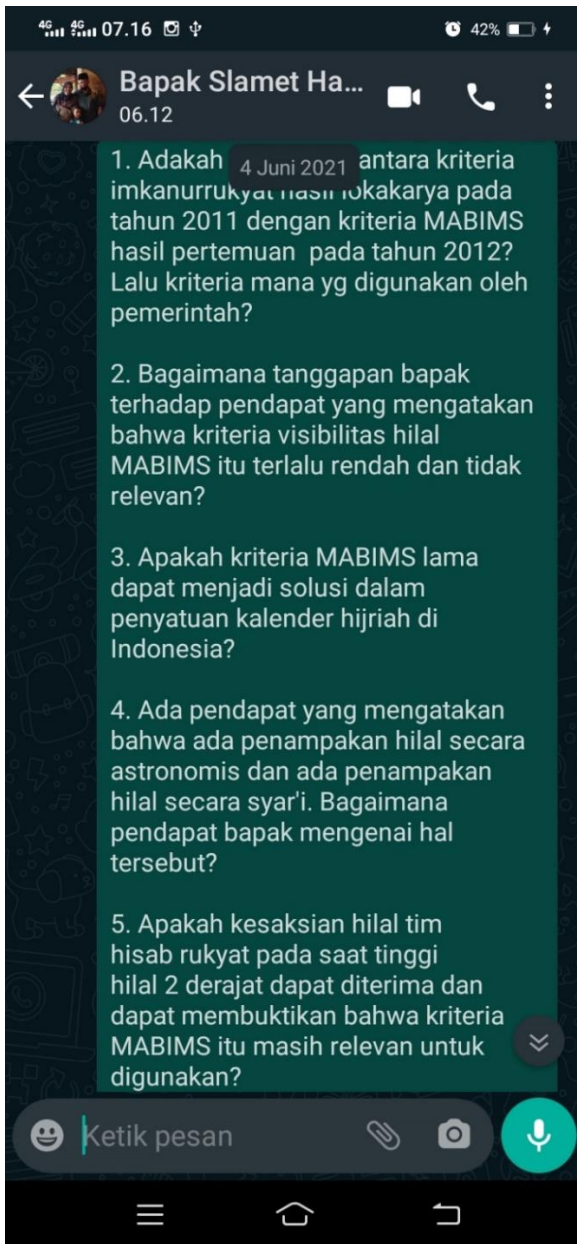 4G 4G 07.16 42%
Bapak Slamet Ha...
06.12
4 Juni 2021
1. Adakah antara kriteria
imkanurrukyat hasil lokakarya pada
tahun 2011 dengan kriteria MABIMS
hasil pertemuan pada tahun 2012?
Lalu kriteria mana yg digunakan oleh
pemerintah?
2. Bagaimana tanggapan bapak
terhadap pendapat yang mengatakan
bahwa kriteria visibilitas hilal
MABIMS itu terlalu rendah dan tidak
relevan?
3. Apakah kriteria MABIMS lama
dapat menjadi solusi dalam
penyatuan kalender hijriah di
Indonesia?
4. Ada pendapat yang mengatakan
bahwa ada penampakan hilal secara
astronomis dan ada penampakan
hilal secara syar'i. Bagaimana
pendapat bapak mengenai hal
tersebut?
5. Apakah kesaksian hilal tim
hisab rukyat pada saat tinggi
hilal 2 derajat dapat diterima dan
dapat membuktikan bahwa kriteria
MABIMS itu masih relevan untuk
digunakan?
Ketik pesan